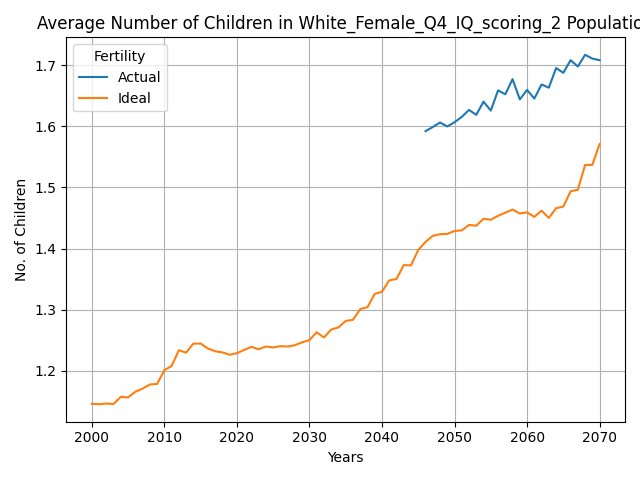 Average Number of Children in White_Female_Q4_IQ_scoring_2 Populatio
Fertility
Actual
Ideal
1.7
1.6
1.5
1.4
1.3
1.2
No. of Children
2000 2010 2020 2030 2040 2050 2060 2070
Years